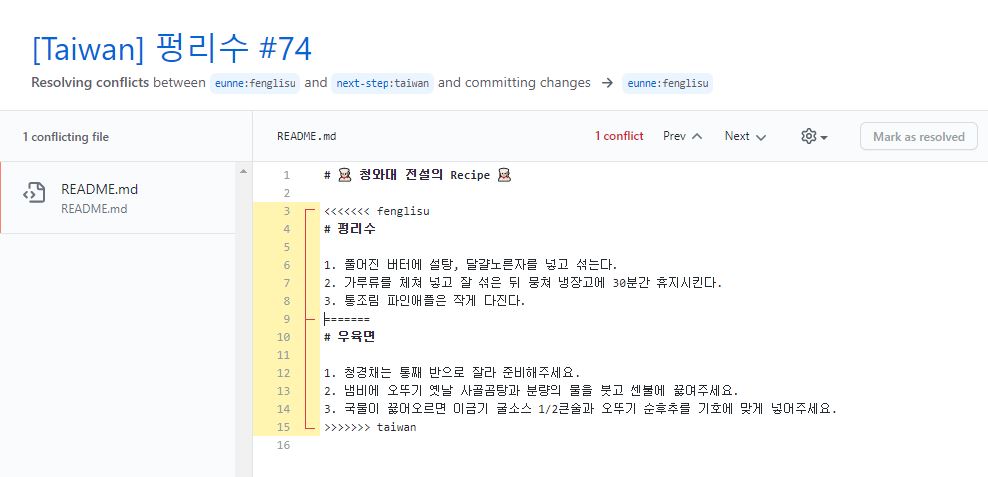 [Taiwan] 펑리수 #74
Resolving conflicts between eunne:fenglisu and next-step:taiwan and committing changes → eunne:fenglisu
1 conflicting file
README.md
1 conflict
Prev
Next
Mark as resolved
README.md
README.md
1 # 👨‍🍳 청와대 전설의 Recipe 👨‍🍳
2
3 <<<<<<< fenglisu
4 # 펑리수
5
6 1. 풀어진 버터에 설탕, 달걀노른자를 넣고 섞는다.
7 2. 가루류를 체쳐 넣고 잘 섞은 뒤 뭉쳐 냉장고에 30분간 휴지시킨다.
8 3. 통조림 파인애플은 작게 다진다.
9 =======
10 # 우육면
11
12 1. 청경채는 통째 반으로 잘라 준비해주세요.
13 2. 냄비에 오뚜기 옛날 사골곰탕과 분량의 물을 붓고 센불에 끓여주세요.
14 3. 국물이 끓어오르면 이금기 굴소스 1/2큰술과 오뚜기 순후추를 기호에 맞게 넣어주세요.
15 >>>>>>> taiwan
16